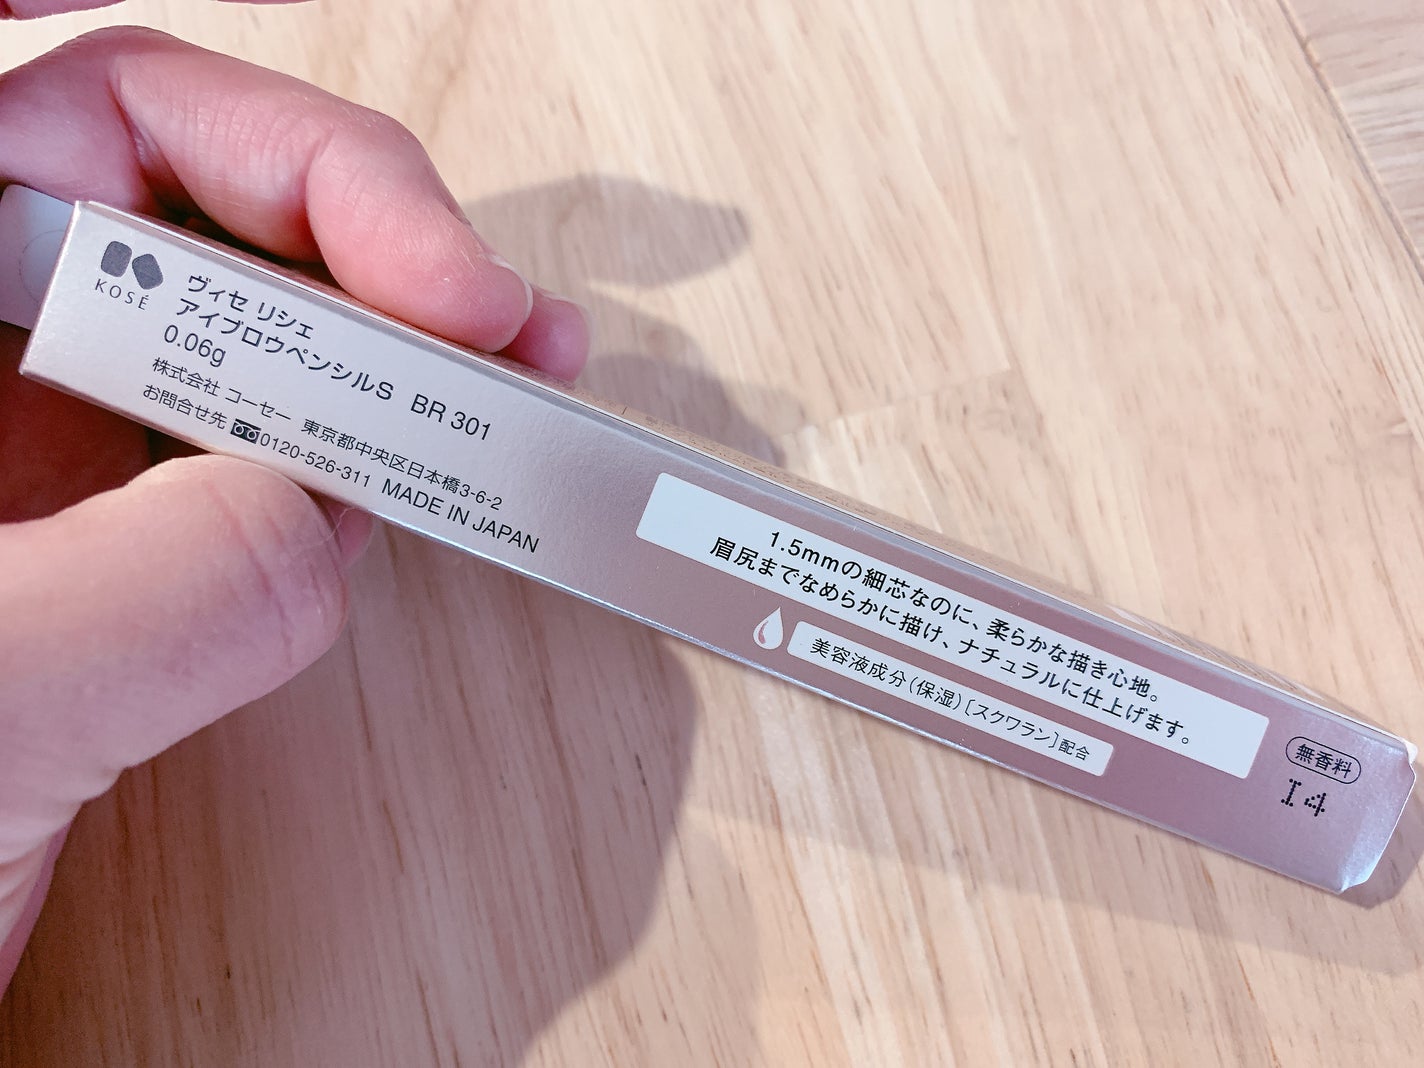 KOSÉ
ヴィセ リシェ
アイブロウペンシルS BR 301
0.06g
株式会社 コーセー 東京都中央区日本橋3-6-2
お問合せ先 0120-526-311 MADE IN JAPAN
1.5mmの細芯なのに、柔らかな描き心地。
眉尻までなめらかに描け、ナチュラルに仕上げます。
美容液成分(保湿)[スクワラン]配合
無香料
I4